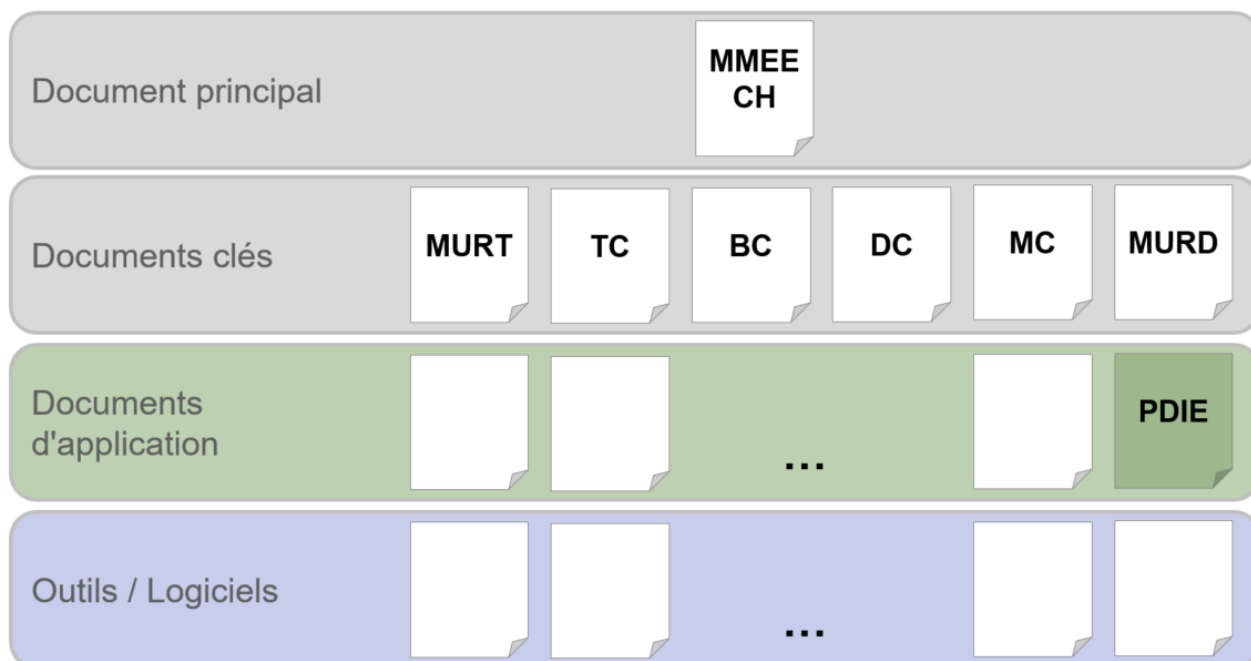 Document principal
MMEE
CH
Documents clés
MURT
TC
BC
DC
MC
MURD
Documents
d'application
...
PDIE
Outils / Logiciels
...